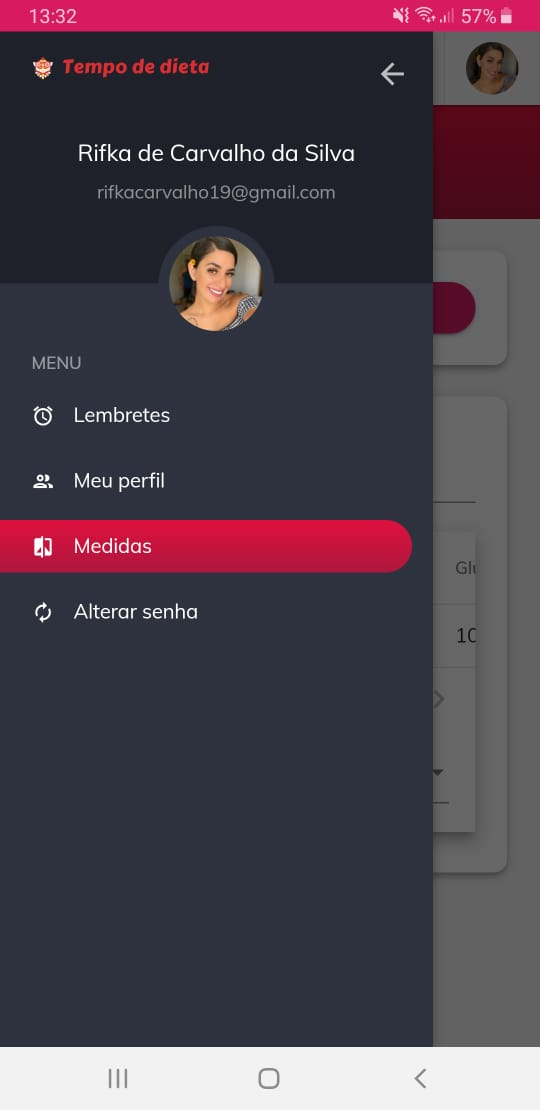 13:32
57%
Tempo de dieta
Rifka de Carvalho da Silva
rifkacarvalho19@gmail.com
MENU
Lembretes
Meu perfil
Medidas
Alterar senha
10